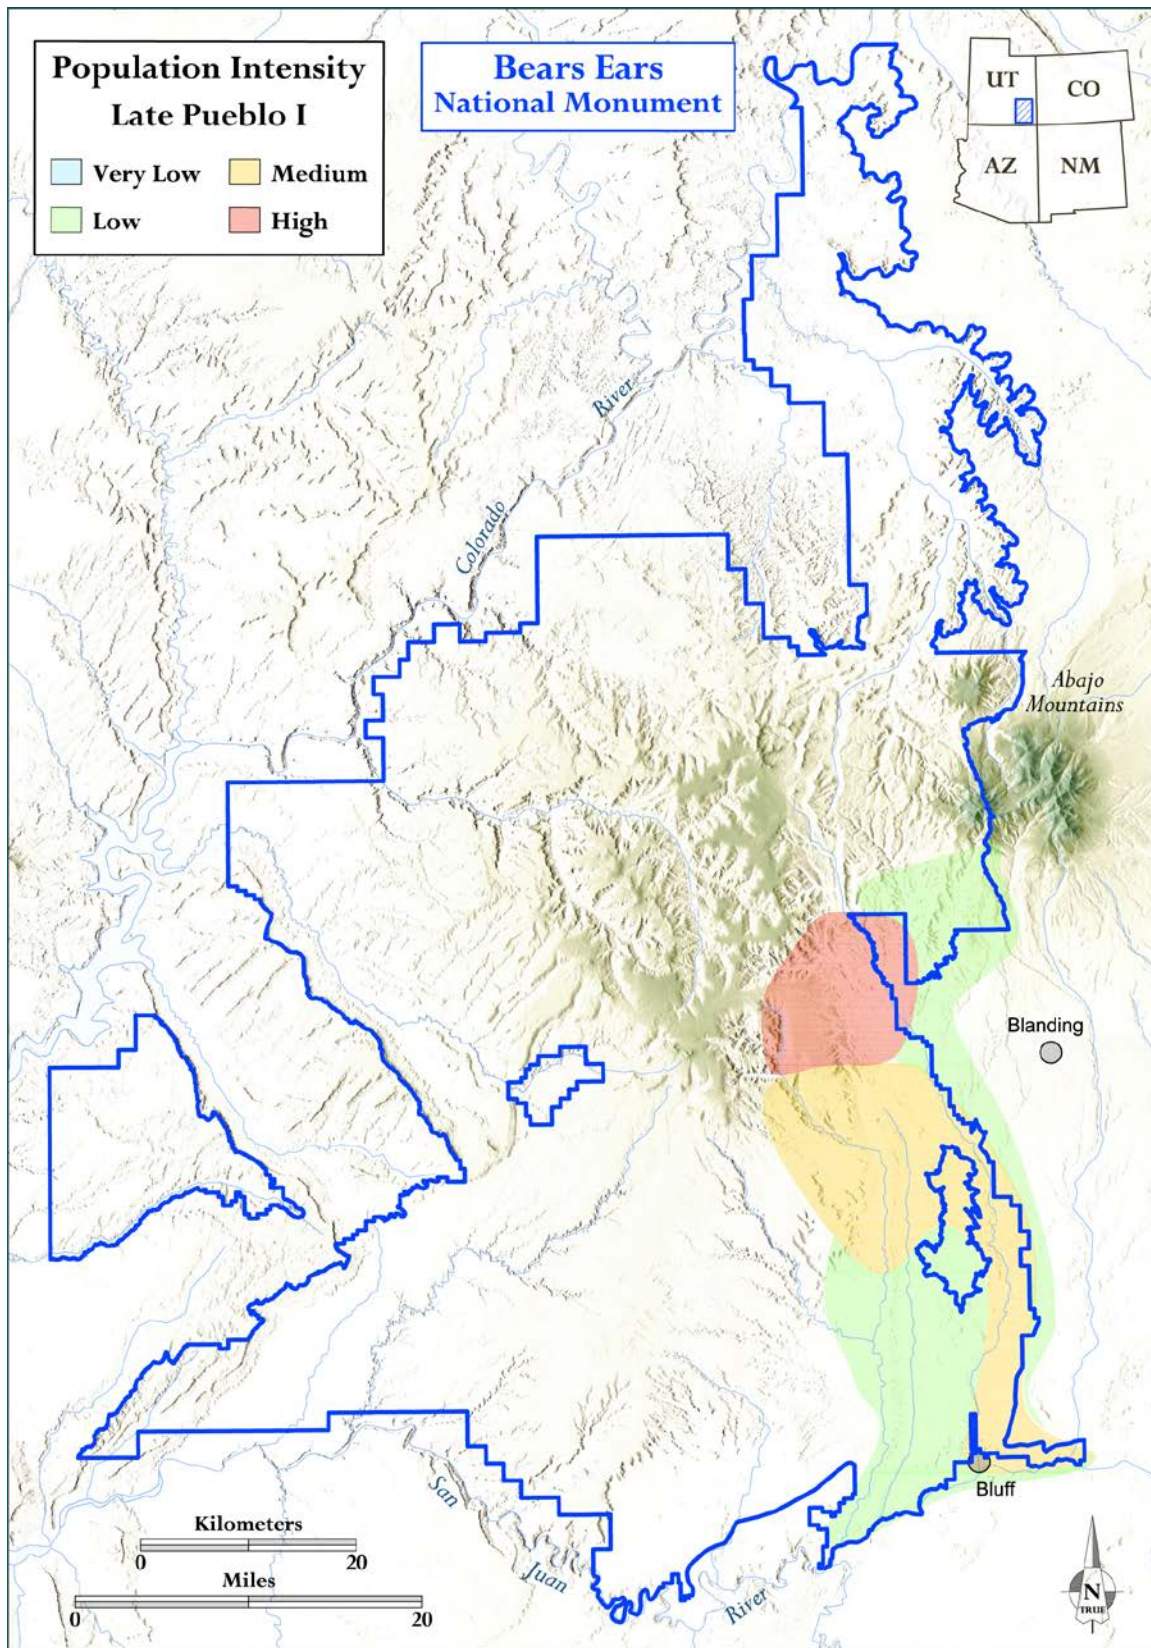 Population Intensity
Late Pueblo I
Very Low
Medium
Low
High
Bears Ears
National Monument
UT
CO
AZ
NM
River
Colorado
Abajo
Mountains
Blanding
Bluff
San
Juan
River
Kilometers
0
20
Miles
0
20
N
TRUE